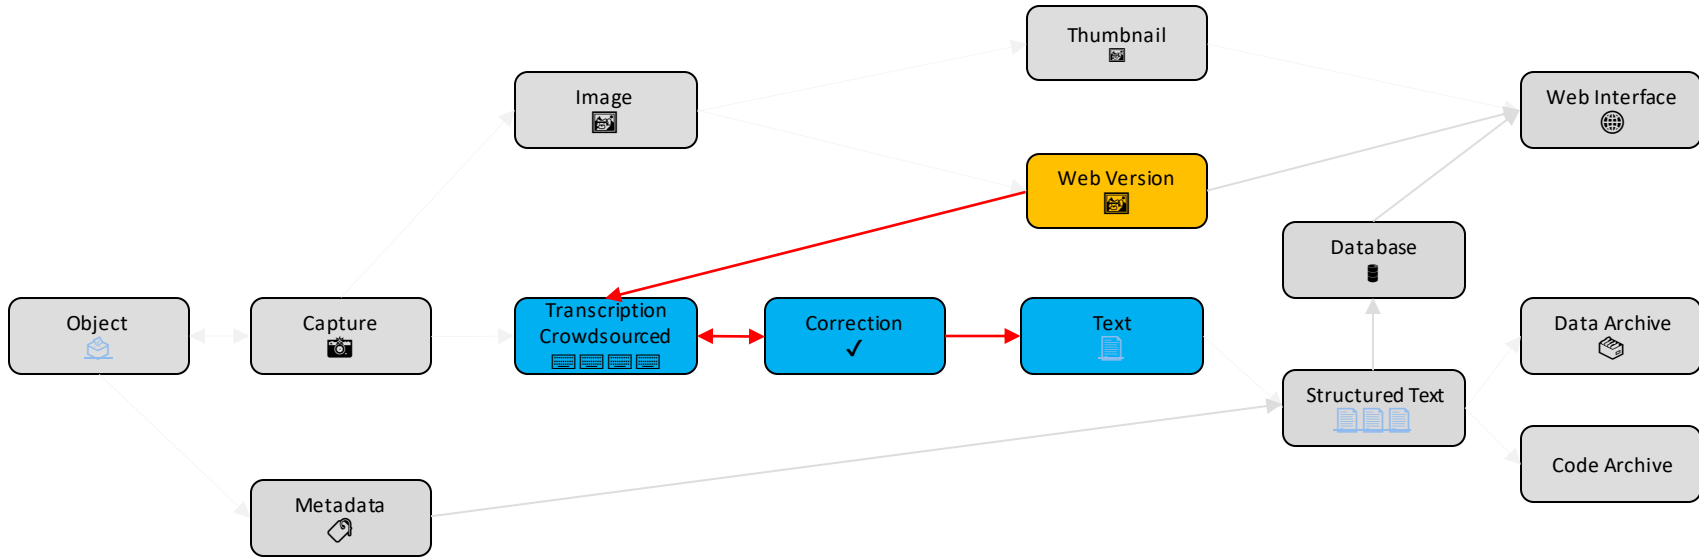 Thumbnail
Image
Web Interface
Web Version
Database
Object
Capture
Transcription
Crowdsourced
Correction
Text
Data Archive
Structured Text
Code Archive
Metadata